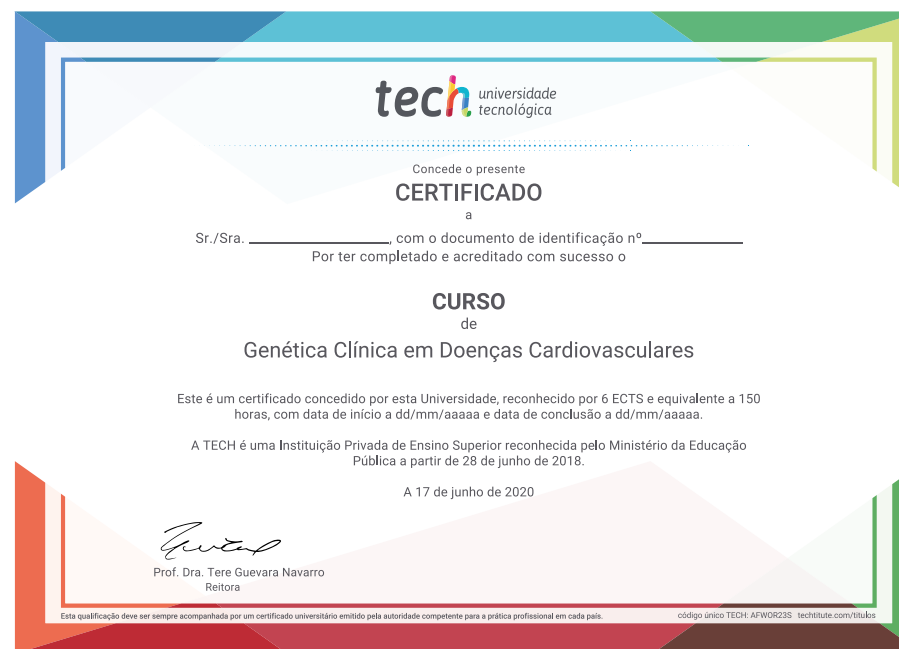 tech universidade
tecnológica
Concede o presente
CERTIFICADO
a
Sr./Sra. ____________________, com o documento de identificação nº______________
Por ter completado e acreditado com sucesso o
CURSO
de
Genética Clínica em Doenças Cardiovasculares
Este é um certificado concedido por esta Universidade, reconhecido por 6 ECTS e equivalente a 150
horas, com data de início a dd/mm/aaaaa e data de conclusão a dd/mm/aaaaa.
A TECH é uma Instituição Privada de Ensino Superior reconhecida pelo Ministério da Educação
Pública a partir de 28 de junho de 2018.
A 17 de junho de 2020
Prof. Dra. Tere Guevara Navarro
Reitora
Esta qualificação deve ser sempre acompanhada por um certificado universitário emitido pela autoridade competente para a prática profissional em cada país.
código único TECH: AFWOR23S techtitute.com/titulos